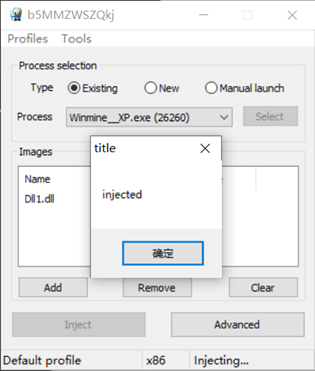 b5MMZWSZQkj
Profiles Tools
Process selection
Type Existing New Manual launch
Process Winmine__XP.exe (26260) Select
title
Images
Name
injected
Dll1.dll
确定
Add Remove Clear
Inject Advanced
Default profile x86 Injecting...